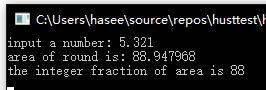 C:\Users\hasee\source\repos\husttest\h
input a number: 5.321
area of round is: 88.947968
the integer fraction of area is 88